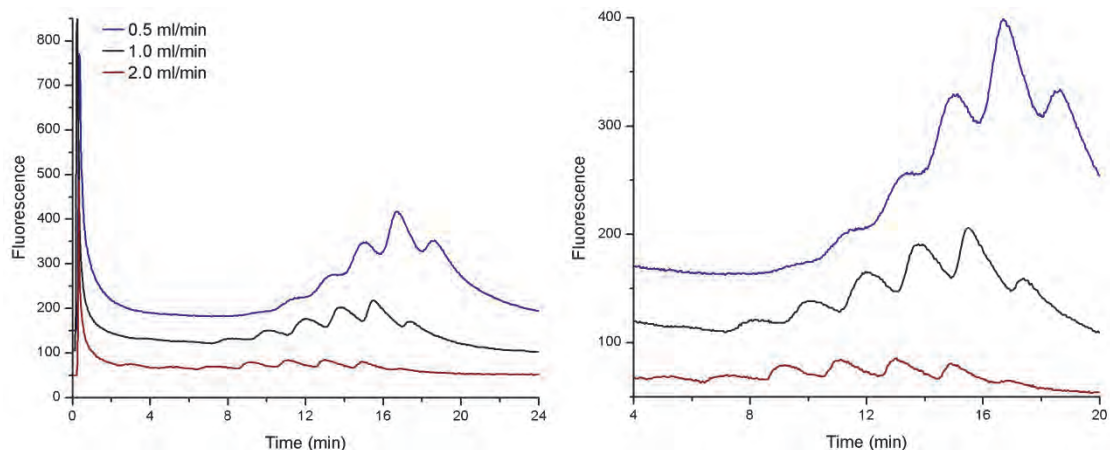 0.5 ml/min
1.0 ml/min
2.0 ml/min
Fluorescence
800
700
600
500
400
300
200
100
0
0 4 8 12 16 20 24
Time (min)
Fluorescence
400
300
200
100
4 8 12 16 20
Time (min)